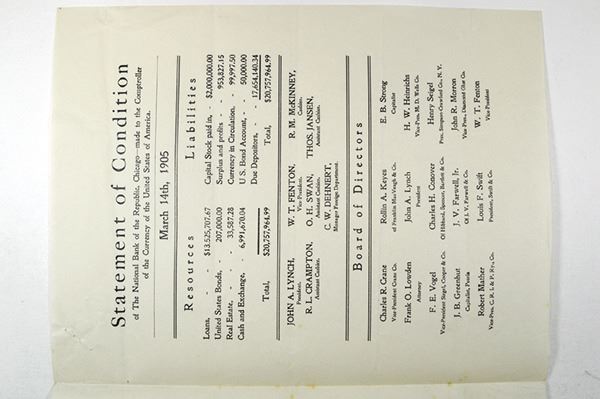 Statement of Condition
of The National Bank of the Republic, Chicago—made to the Comptroller
of the Currency of the United States of America.
March 14th, 1905
Resources
Loans, - - $13,525,707.67
United States Bonds, - 207,000.00
Real Estate, - - 33,587.28
Cash and Exchange, - 6,991,670.04
Total, $20,757,964.99
Liabilities
Capital Stock paid in, $2,000,000.00
Surplus and profits - - 953,827.15
Currency in Circulation, - 99,997.50
U. S. Bond Account, - - 50,000.00
Due Depositors, - - 17,654,140.34
Total, $20,757,964.99
JOHN A. LYNCH,
President.
W. T. FENTON,
Vice President.
R. M. McKINNEY,
Cashier.
R. L. CRAMPTON,
Assistant Cashier.
O. H. SWAN,
Assistant Cashier.
THOS. JANSEN,
Assistant Cashier.
C. W. DEHNERT,
Manager Foreign Department.
Board of Directors
Charles R. Crane
Vice-President Crane Co.
Frank O. Lowden
Attorney
F. E. Vogel
Vice-President Siegel, Cooper & Co.
J. B. Greenhut
Capitalist, Peoria
Robert Mather
Vice-Pres. C. R. I. & P. Ry. Co.
Rollin A. Keyes
of Franklin MacVeagh & Co.
John A. Lynch
President
Charles H. Conover
Of Hibbard, Spencer, Bartlett & Co.
J. V. Farwell, Jr.
Of J. V. Farwell & Co.
Louis F. Swift
President, Swift & Co.
E. B. Strong
Capitalist
H. W. Heinrichs
Vice-Pres. M. D. Wells Co.
Henry Seigel
Pres. Simpson-Crawford Co., N. Y.
John R. Morron
Vice-Pres. Diamond Glue Co.
W. T. Fenton
Vice-President